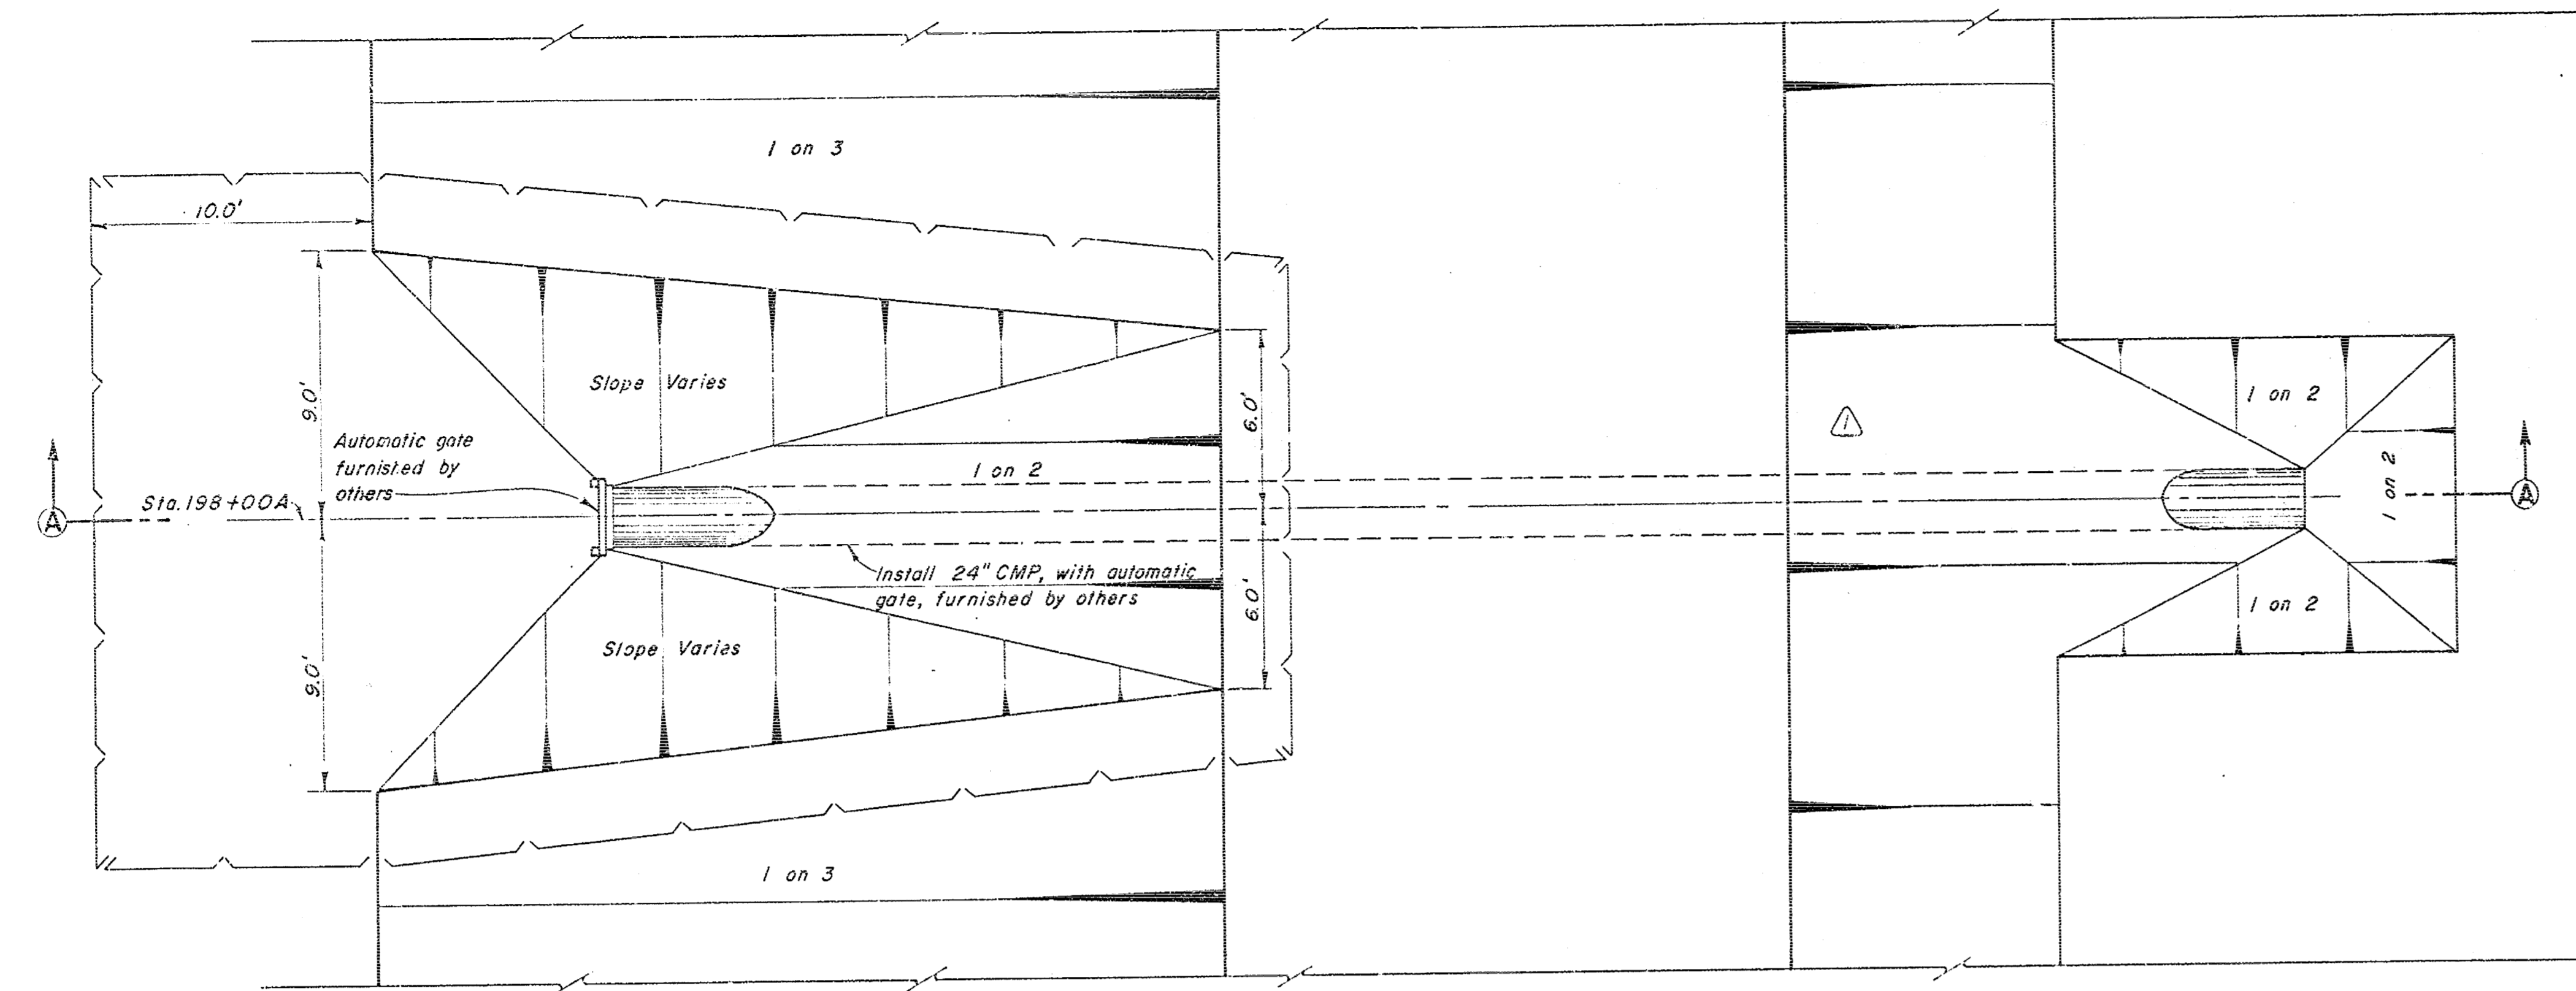 1 on 3
10.0'
9.0'
Slope Varies
6.0'
1 on 2
Automatic gate
furnished by
others
1 on 2
1
1 on 2
Sta. 198+00A
A
A
Install 24" CMP, with automatic
gate, furnished by others
6.0'
1 on 2
Slope Varies
9.0'
1 on 3